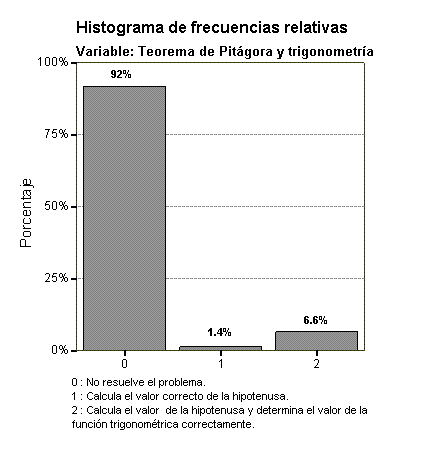 Histograma de frecuencias relativas
Variable: Teorema de Pitágora y trigonometría
100%
92%
75%
Porcentaje
50%
25%
6.6%
1.4%
0%
0 1 2
0 : No resuelve el problema.
1 : Calcula el valor correcto de la hipotenusa.
2 : Calcula el valor de la hipotenusa y determina el valor de la
función trigonométrica correctamente.